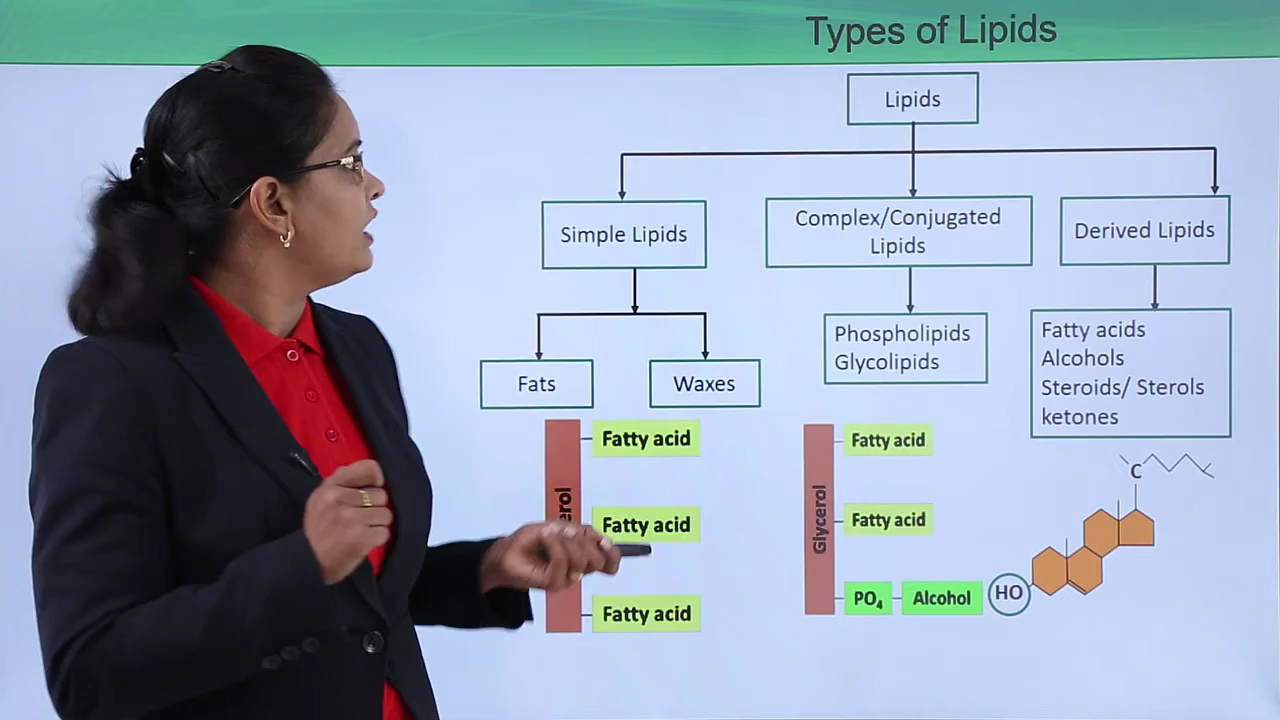 Types of Lipids
Lipids
Simple Lipids
Complex/Conjugated
Lipids
Derived Lipids
Fats
Waxes
Phospholipids
Glycolipids
Fatty acids
Alcohols
Steroids/ Sterols
ketones
erol
Fatty acid
Fatty acid
Fatty acid
Glycerol
Fatty acid
Fatty acid
PO₄
Alcohol
HO
C